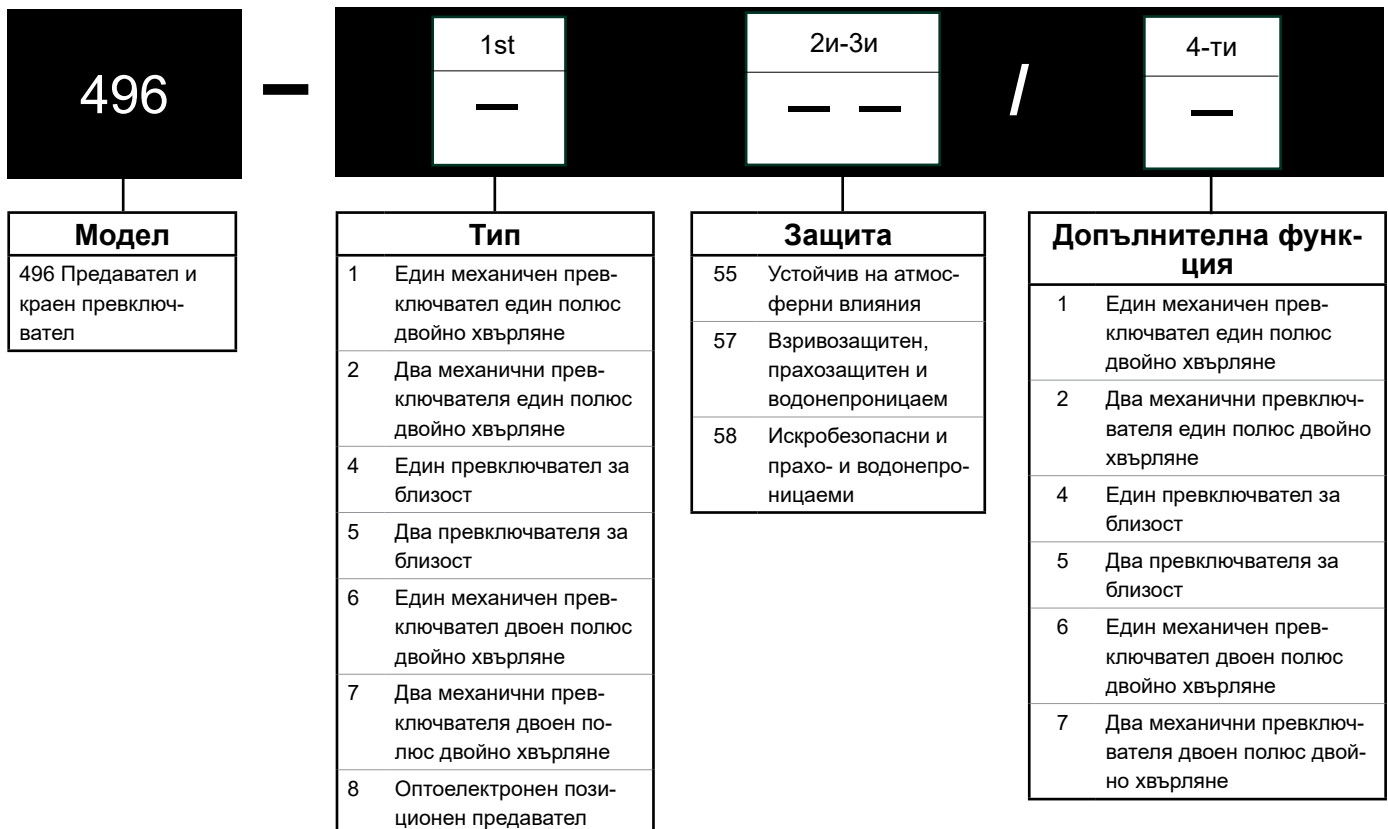 496
–
1st
–
2и-3и
– –
/
4-ти
–
Модел
496 Предавател и
краен превключ-
вател
Тип
1 Един механичен прев-
ключвател един полюс
двойно хвърляне
2 Два механични прев-
ключвателя един полюс
двойно хвърляне
4 Един превключвател за
близост
5 Два превключвателя за
близост
6 Един механичен прев-
ключвател двоен полюс
двойно хвърляне
7 Два механични прев-
ключвателя двоен по-
люс двойно хвърляне
8 Оптоелектронен пози-
ционен предавател
Защита
55 Устойчив на атмос-
ферни влияния
57 Взривозащитен,
прахозащитен и
водонепроницаем
58 Искробезопасни и
прахо- и водонепро-
ницаеми
Допълнителна функ-
ция
1 Един механичен прев-
ключвател един полюс
двойно хвърляне
2 Два механични превключ-
вателя един полюс двойно
хвърляне
4 Един превключвател за
близост
5 Два превключвателя за
близост
6 Един механичен прев-
ключвател двоен полюс
двойно хвърляне
7 Два механични превключ-
вателя двоен полюс двой-
но хвърляне